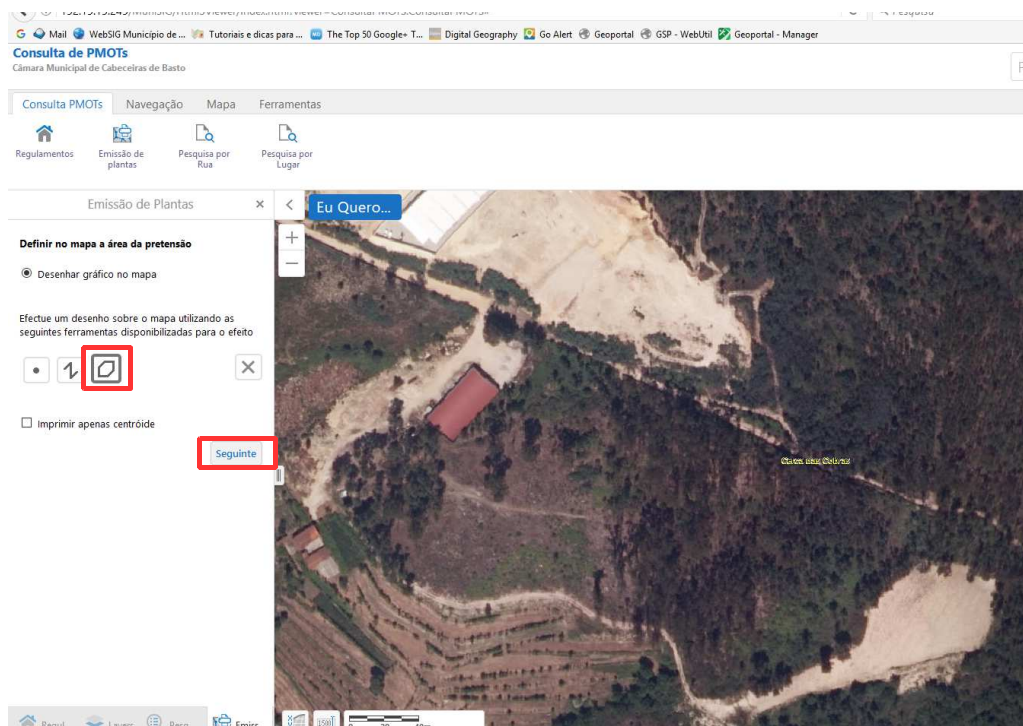 Mail WebSIG Município de ... Tutoriais e dicas para ... The Top 50 Google+ T... Digital Geography Go Alert Geoportal GSP - WebUtil Geoportal - Manager
Consulta de PMOTs
Câmara Municipal de Cabeceiras de Basto
Consulta PMOTs Navegação Mapa Ferramentas
Regulamentos Emissão de plantas Pesquisa por Rua Pesquisa por Lugar
Emissão de Plantas
Eu Quero...
Definir no mapa a área da pretensão
Desenhar gráfico no mapa
Efectue um desenho sobre o mapa utilizando as
seguintes ferramentas disponibilizadas para o efeito
Imprimir apenas centróide
Seguinte